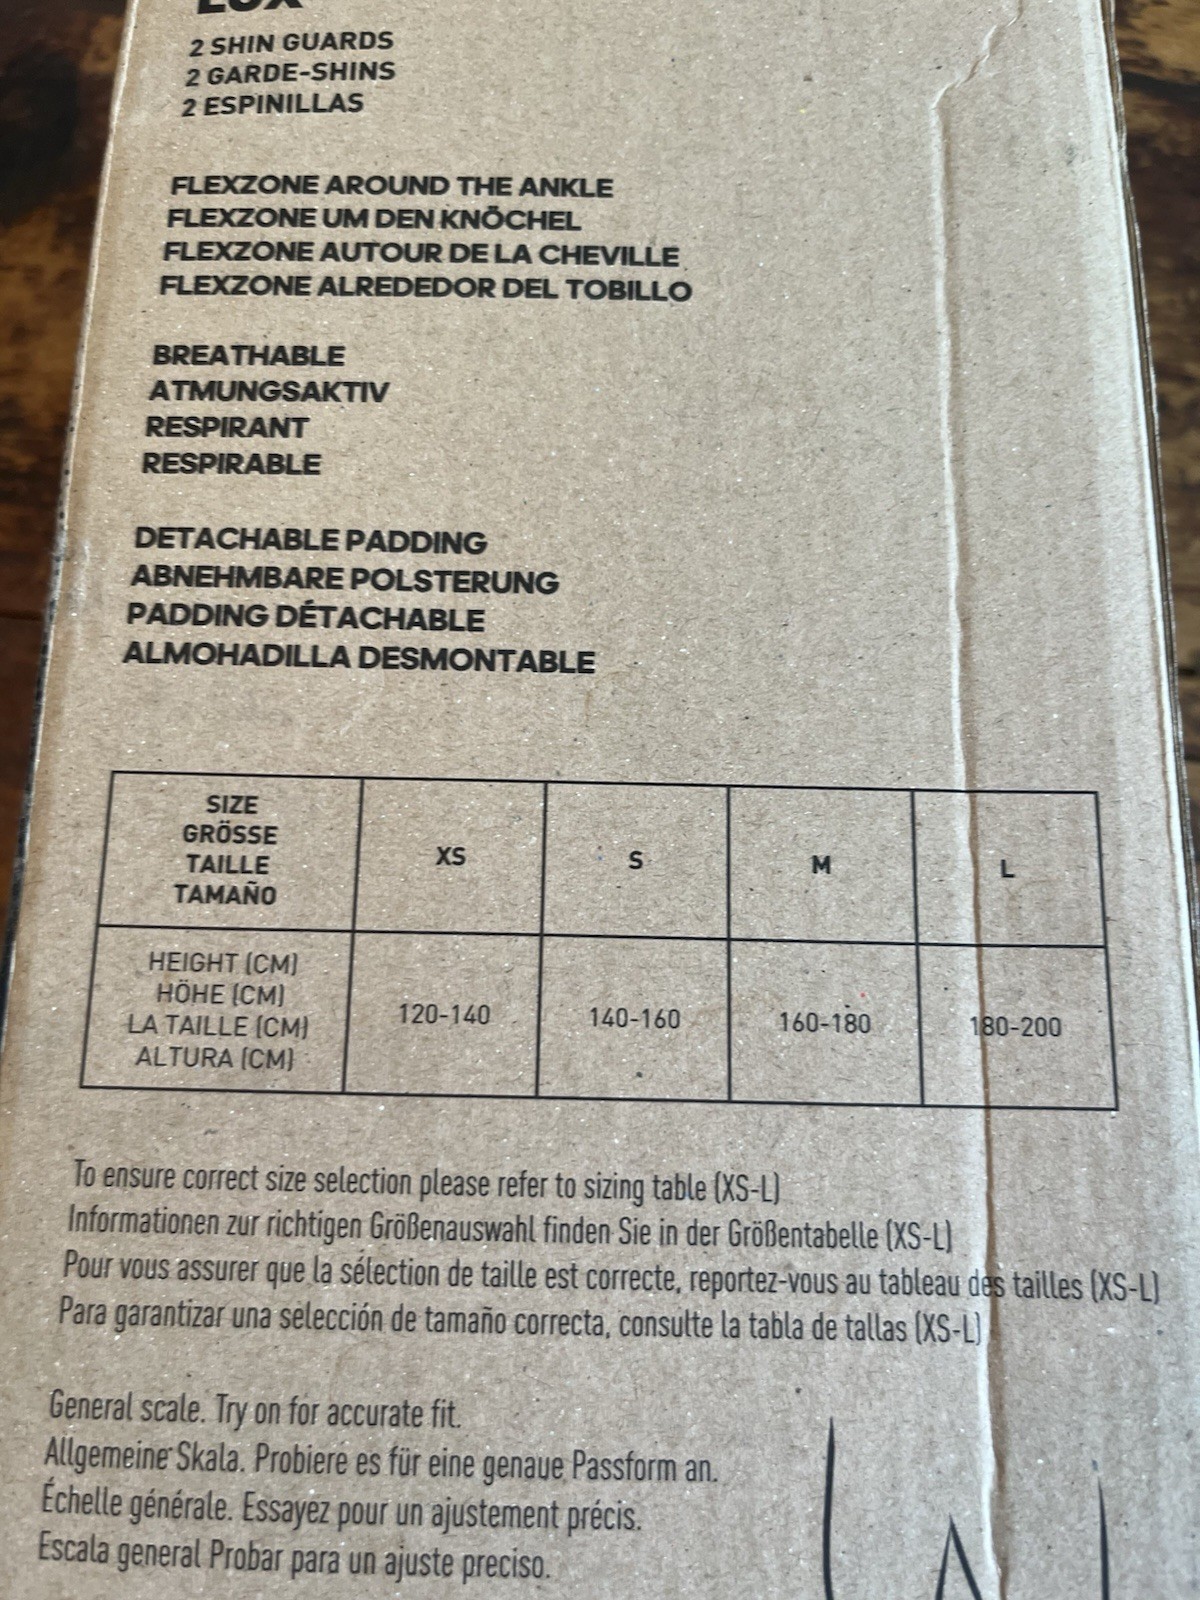 LUX
2 SHIN GUARDS
2 GARDE-SHINS
2 ESPINILLAS
FLEXZONE AROUND THE ANKLE
FLEXZONE UM DEN KNÖCHEL
FLEXZONE AUTOUR DE LA CHEVILLE
FLEXZONE ALREDEDOR DEL TOBILLO
BREATHABLE
ATMUNGSAKTIV
RESPIRANT
RESPIRABLE
DETACHABLE PADDING
ABNEHMBARE POLSTERUNG
PADDING DÉTACHABLE
ALMOHADILLA DESMONTABLE
SIZE
GRÖSSE
TAILLE
TAMAÑO
XS S M L
HEIGHT (CM)
HÖHE (CM)
LA TAILLE (CM)
ALTURA (CM)
120-140 140-160 160-180 180-200
To ensure correct size selection please refer to sizing table (XS-L)
Informationen zur richtigen Größenauswahl finden Sie in der Größentabelle (XS-L)
Pour vous assurer que la sélection de taille est correcte, reportez-vous au tableau des tailles (XS-L)
Para garantizar una selección de tamaño correcta, consulte la tabla de tallas (XS-L)
General scale. Try on for accurate fit.
Allgemeine Skala. Probiere es für eine genaue Passform an.
Échelle générale. Essayez pour un ajustement précis.
Escala general Probar para un ajuste preciso.